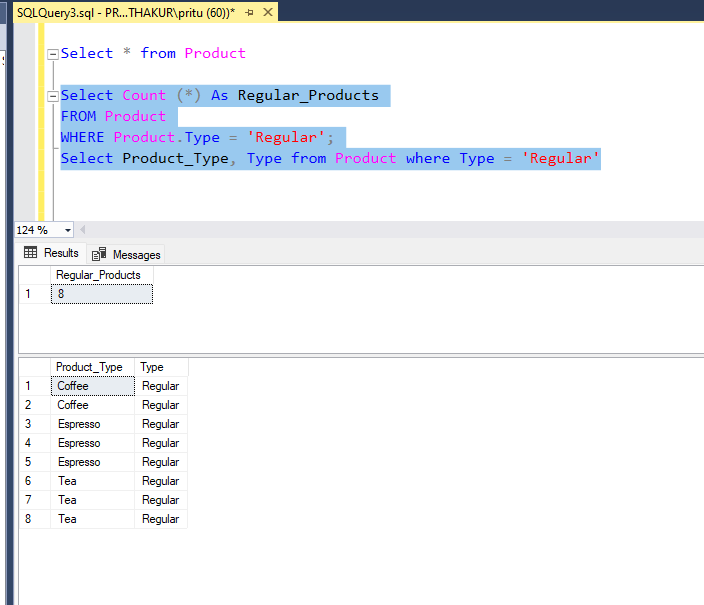 SQLQuery3.sql - PR...THAKUR\pritu (60))*
Select * from Product
Select Count (*) As Regular_Products
FROM Product
WHERE Product.Type = 'Regular';
Select Product_Type, Type from Product where Type = 'Regular'
124 %
Results Messages
Regular_Products
1 8
Product_Type Type
1 Coffee Regular
2 Coffee Regular
3 Espresso Regular
4 Espresso Regular
5 Espresso Regular
6 Tea Regular
7 Tea Regular
8 Tea Regular